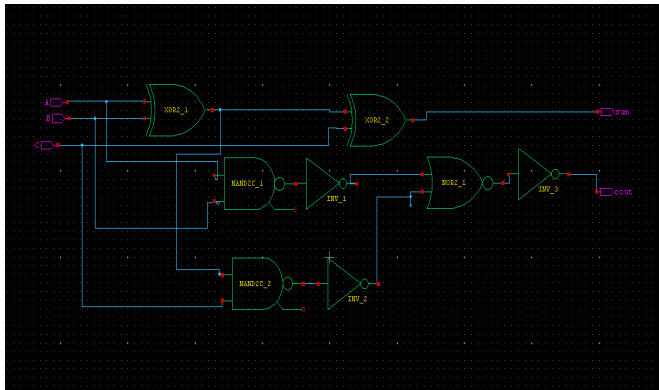 XOR2_1
A
B
XOR2_2
sum
C
NAND2C_1
INV_1
NOR2_1
INV_3
cout
NAND2C_2
INV_2